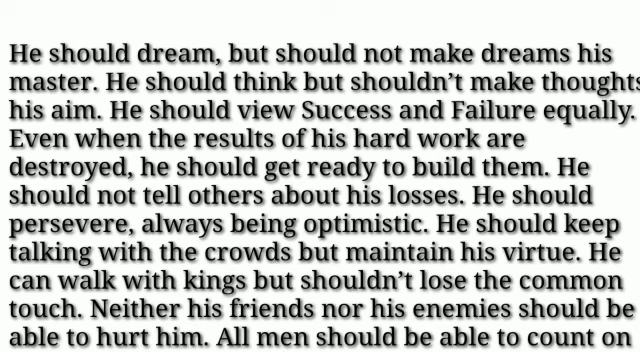 He should dream, but should not make dreams his
master. He should think but shouldn't make thoughts
his aim. He should view Success and Failure equally.
Even when the results of his hard work are
destroyed, he should get ready to build them. He
should not tell others about his losses. He should
persevere, always being optimistic. He should keep
talking with the crowds but maintain his virtue. He
can walk with kings but shouldn't lose the common
touch. Neither his friends nor his enemies should be
able to hurt him. All men should be able to count on